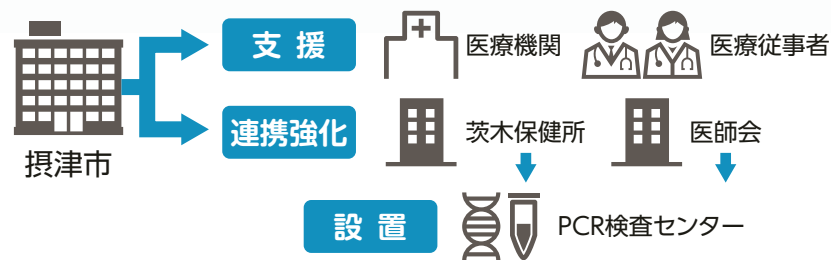 支援
医療機関
医療従事者
摂津市
連携強化
茨木保健所
医師会
設置
PCR検査センター